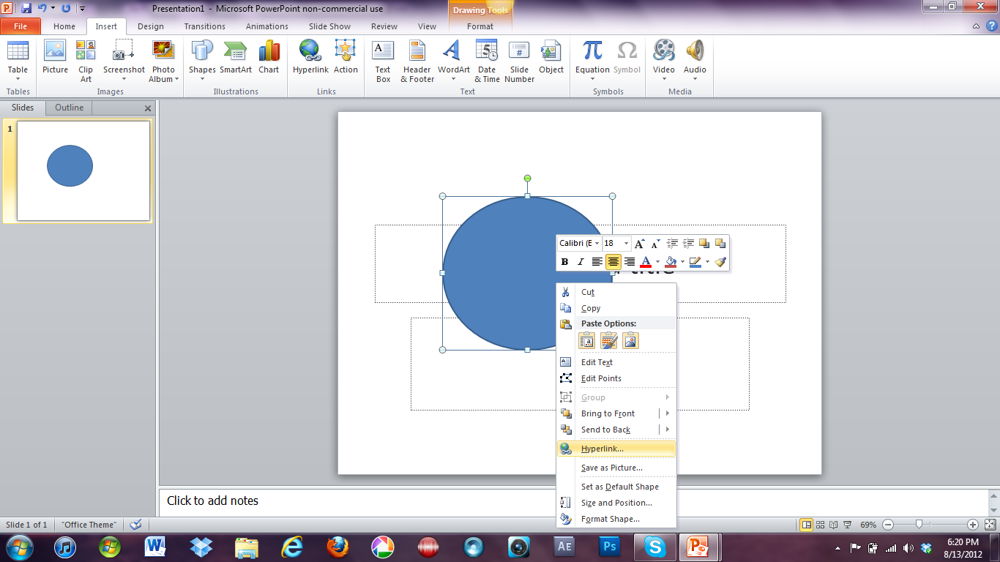 Presentation1 - Microsoft PowerPoint non-commercial use
Drawing Tools
File Home Insert Design Transitions Animations Slide Show Review View Format
Table
Picture
Clip Art
Screenshot
Photo Album
Shapes
SmartArt
Chart
Hyperlink
Action
Text Box
Header & Footer
WordArt
Date & Time
Slide Number
Object
Equation
Symbol
Video
Audio
Tables Images Illustrations Links Text Symbols Media
Slides Outline
1
Calibri (E 18
Cut
Copy
Paste Options:
Edit Text
Edit Points
Group
Bring to Front
Send to Back
Hyperlink...
Save as Picture...
Set as Default Shape
Size and Position...
Format Shape...
Click to add notes
Slide 1 of 1 "Office Theme" 69%
AE Ps
6:20 PM
8/13/2012